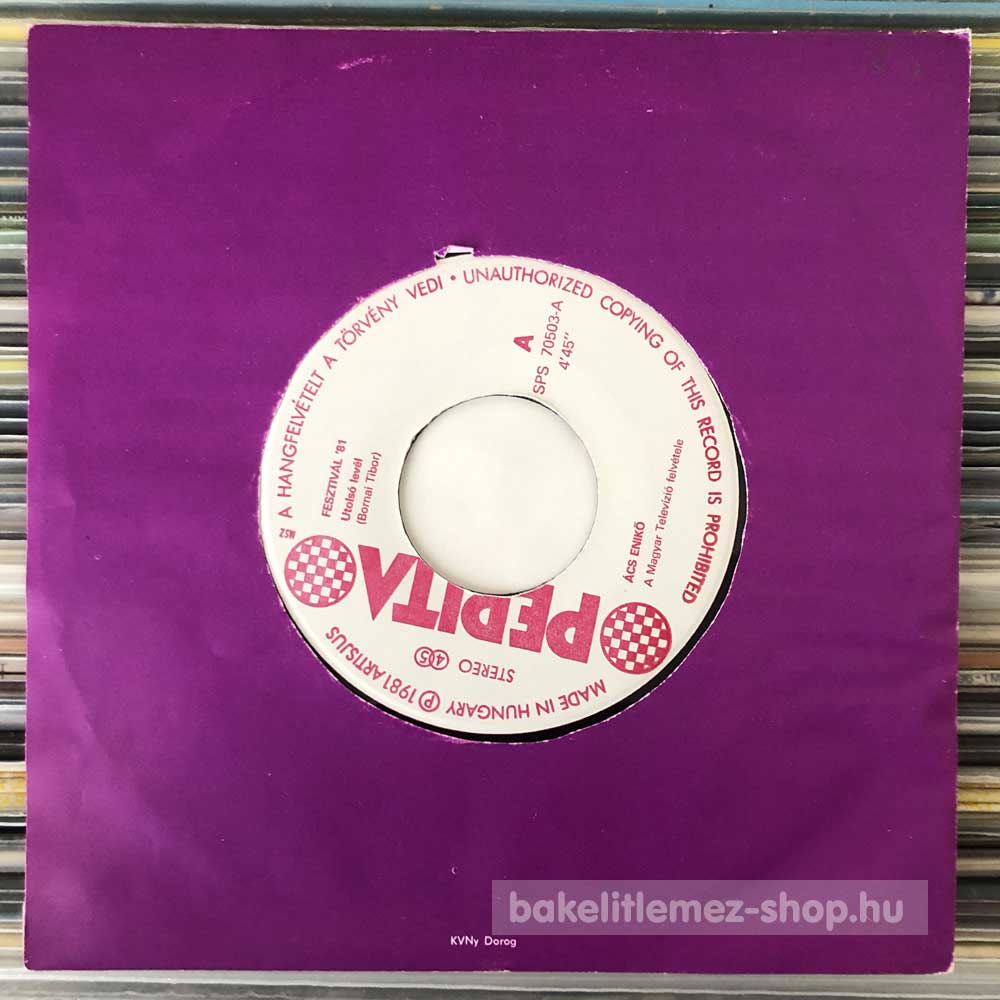 A HANGFELVÉTELT A TÖRVÉNY VEDI • UNAUTHORIZED COPYING OF THIS RECORD IS PROHIBITED
A
SPS 70503-A
4'45"
FESZTIVÁL '81
Utolsó levél
(Bornai Tibor)
ÁCS ENIKŐ
A Magyar Televízió felvétele
NSZ
PEPITA
STEREO 45
MADE IN HUNGARY Ⓟ 1981 ARTISJUS
bakelitlemez-shop.hu
KVNy Dorog